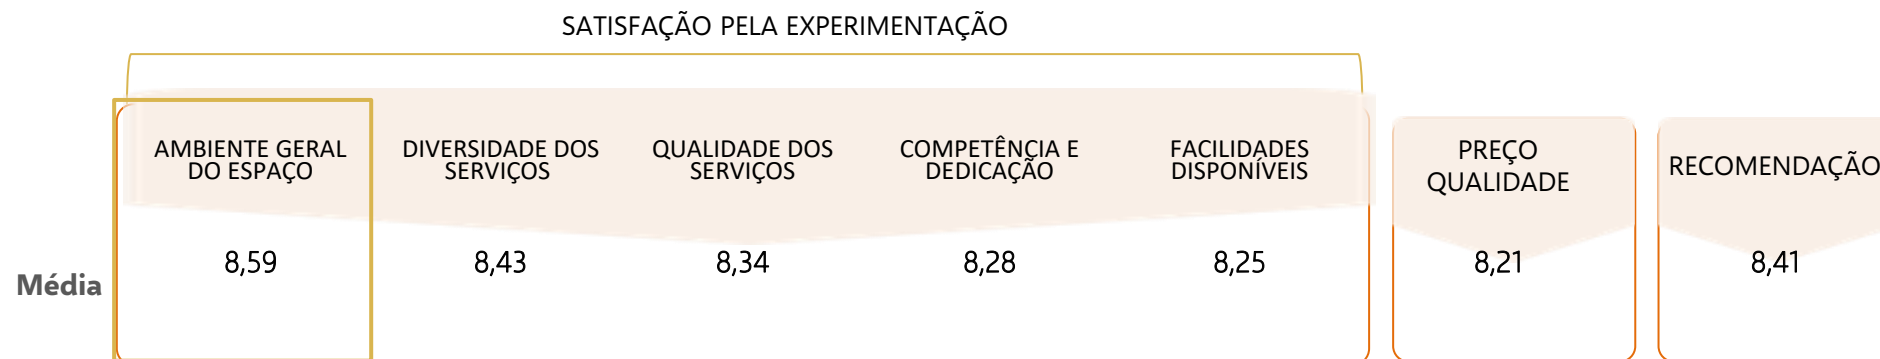 SATISFAÇÃO PELA EXPERIMENTAÇÃO
AMBIENTE GERAL
DO ESPAÇO
DIVERSIDADE DOS
SERVIÇOS
QUALIDADE DOS
SERVIÇOS
COMPETÊNCIA E
DEDICAÇÃO
FACILIDADES
DISPONÍVEIS
PREÇO
QUALIDADE
RECOMENDAÇÃO
Média
8,59
8,43
8,34
8,28
8,25
8,21
8,41